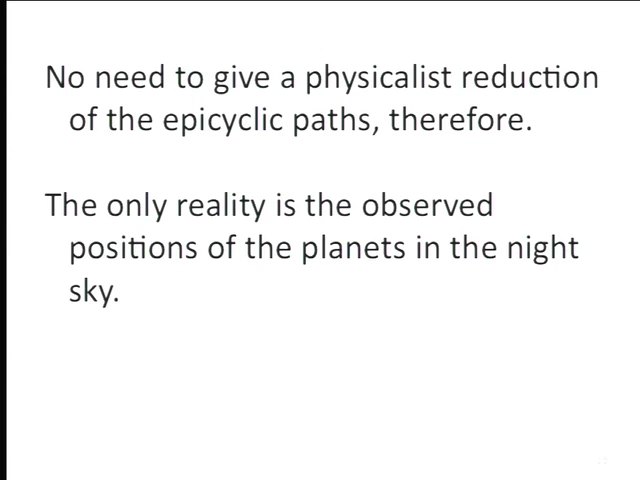 No need to give a physicalist reduction
of the epicyclic paths, therefore.
The only reality is the observed
positions of the planets in the night
sky.